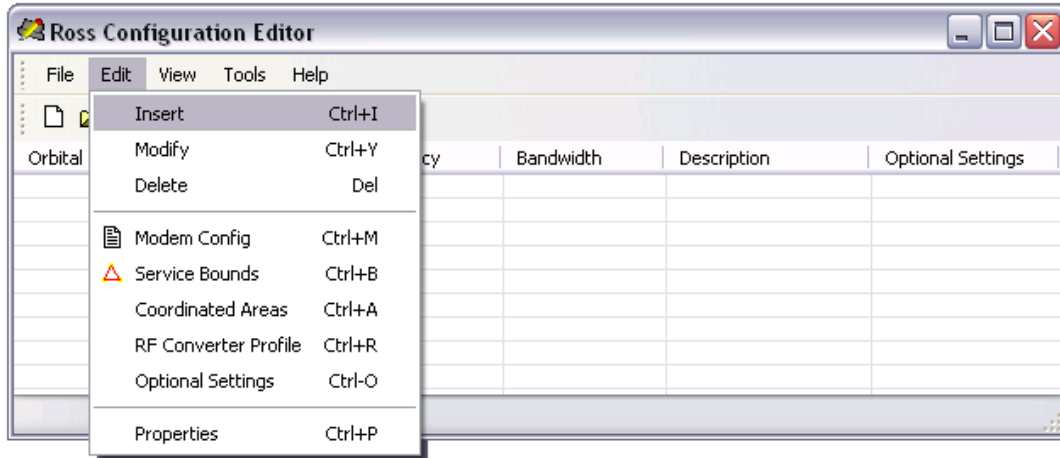 Ross Configuration Editor
File Edit View Tools Help
Orbital cy Bandwidth Description Optional Settings
Insert Ctrl+I
Modify Ctrl+Y
Delete Del
Modem Config Ctrl+M
Service Bounds Ctrl+B
Coordinated Areas Ctrl+A
RF Converter Profile Ctrl+R
Optional Settings Ctrl-O
Properties Ctrl+P